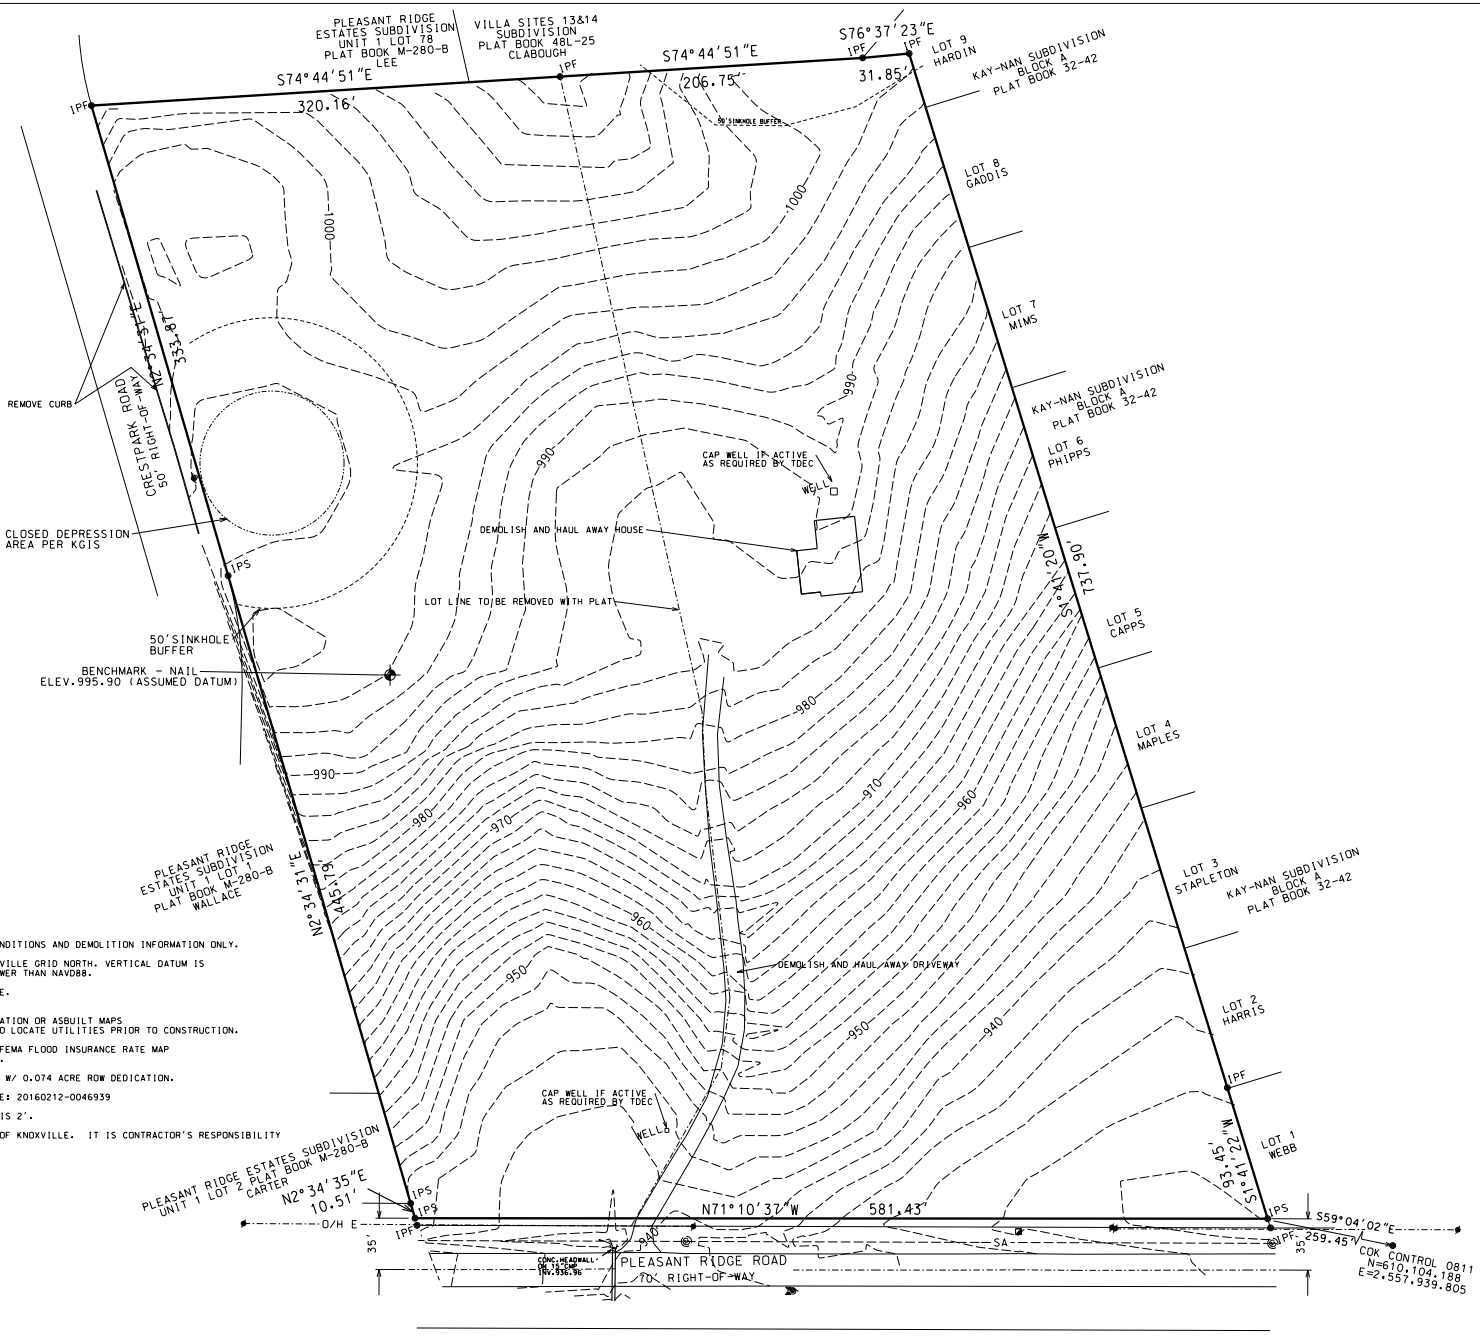 PLEASANT RIDGE
ESTATES SUBDIVISION
UNIT 1 LOT 78
PLAT BOOK M-280-B
LEE
VILLA SITES 13&14
SUBDIVISION
PLAT BOOK 48L-25
CLABOUGH
S74°44'51"E
320.16'
IPF
IPF
S74°44'51"E
206.75'
S76°37'23"E
31.85'
IPF
IPF
LOT 9
HARDIN
KAY-NAN SUBDIVISION
BLOCK A
PLAT BOOK 32-42
50' SINKHOLE BUFFER
LOT 8
GADDIS
1000
1000
LOT 7
MIMS
N2°34'31"E
333.87'
REMOVE CURB
CRESTPARK ROAD
50' RIGHT-OF-WAY
990
KAY-NAN SUBDIVISION
BLOCK A
PLAT BOOK 32-42
LOT 6
PHIPPS
990
CAP WELL IF ACTIVE
AS REQUIRED BY TDEC
WELL
CLOSED DEPRESSION
AREA PER KGIS
DEMOLISH AND HAUL AWAY HOUSE
IPS
S1°41'20"W
737.90'
LOT LINE TO BE REMOVED WITH PLAT
LOT 5
CAPPS
50' SINKHOLE
BUFFER
BENCHMARK - NAIL
ELEV.995.90 (ASSUMED DATUM)
980
LOT 4
MAPLES
990
980
970
970
960
PLEASANT RIDGE
ESTATES SUBDIVISION
UNIT 1 LOT 1
PLAT BOOK M-280-B
WALLACE
N2°34'31"E
445.79'
LOT 3
STAPLETON
KAY-NAN SUBDIVISION
BLOCK A
PLAT BOOK 32-42
960
950
DEMOLISH AND HAUL AWAY DRIVEWAY
NDITIONS AND DEMOLITION INFORMATION ONLY.
VILLE GRID NORTH. VERTICAL DATUM IS
WER THAN NAVD88.
E.
ATION OR ASBUILT MAPS
O LOCATE UTILITIES PRIOR TO CONSTRUCTION.
FEMA FLOOD INSURANCE RATE MAP
.
W/ 0.074 ACRE ROW DEDICATION.
E: 20160212-0046939
IS 2'.
OF KNOXVILLE. IT IS CONTRACTOR'S RESPONSIBILITY
950
940
LOT 2
HARRIS
IPF
CAP WELL IF ACTIVE
AS REQUIRED BY TDEC
WELL
PLEASANT RIDGE ESTATES SUBDIVISION
UNIT 1 LOT 2 PLAT BOOK M-280-B
CARTER
N2°34'35"E
10.51'
IPS
IPS
IPF
O/H E
35'
93.45'
S1°41'22"W
LOT 1
WEBB
IPS
N71°10'37"W
581.43'
S59°04'02"E
259.45'
IPF
35'
COK CONTROL 0811
N=610,104.188
E=2,557,939.805
SA
940
CONC.HEADWALL
ON 15"CMP
INV.936.96
PLEASANT RIDGE ROAD
70' RIGHT-OF-WAY